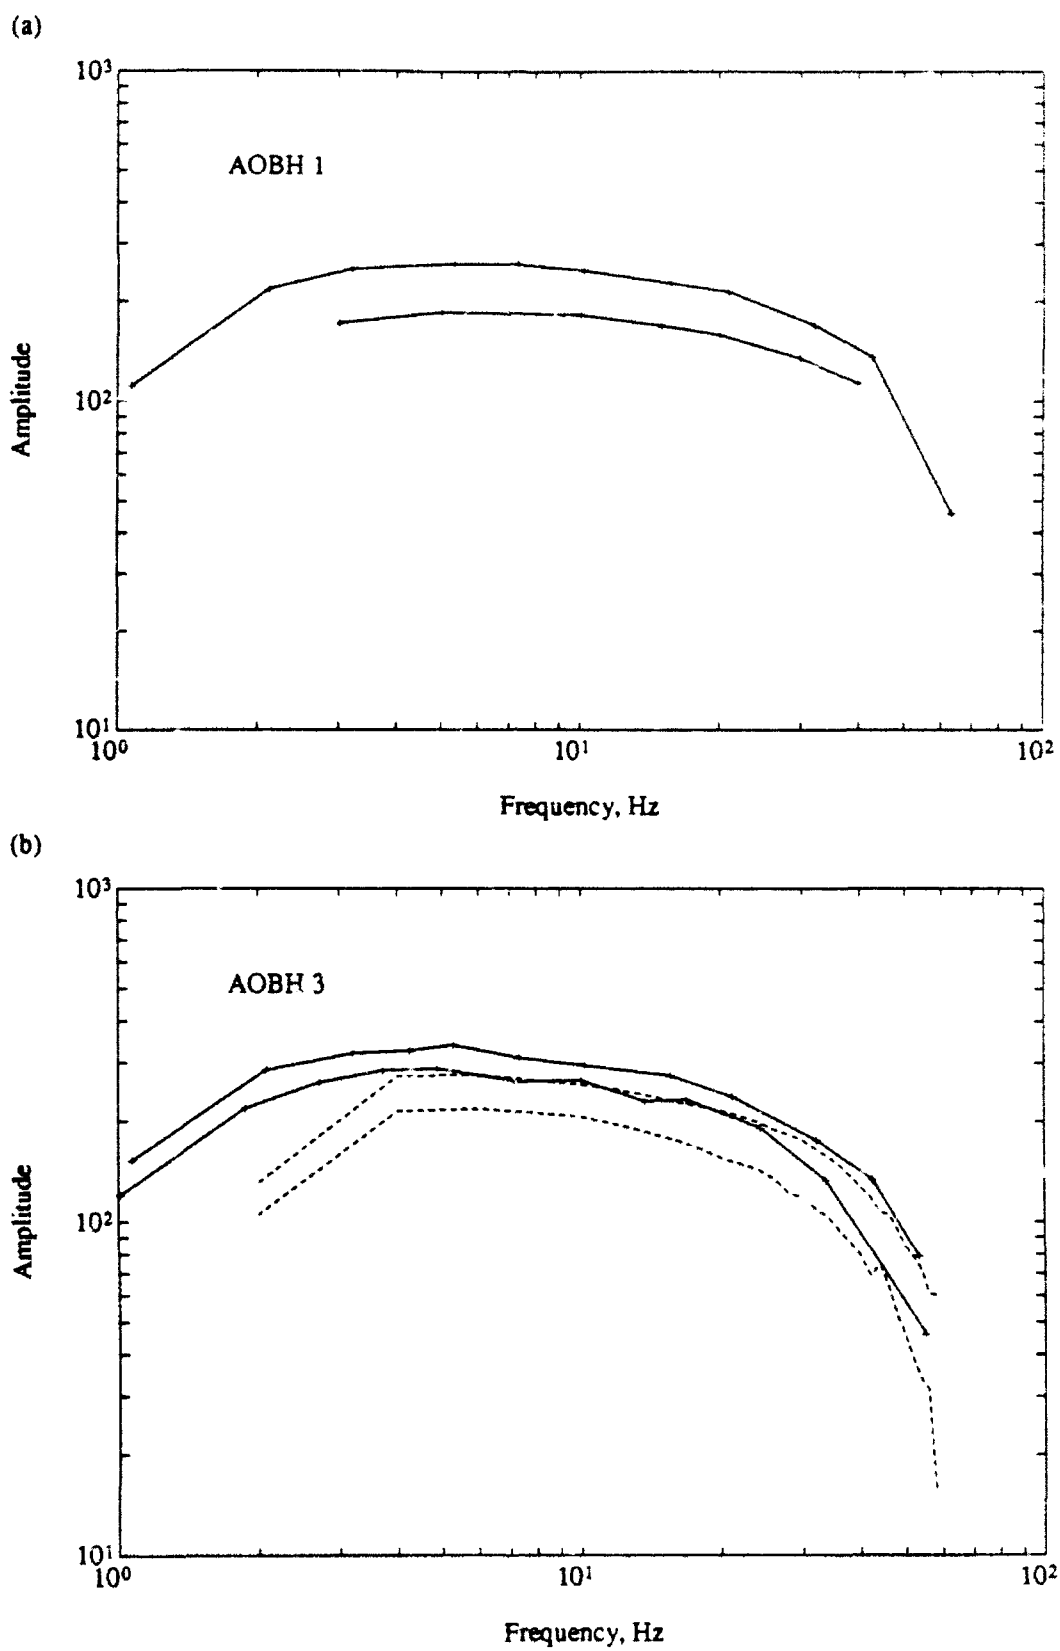 (a)
10³
AOBH 1
Amplitude
10²
10¹
10⁰ 10¹ 10²
Frequency, Hz
(b)
10³
AOBH 3
Amplitude
10²
10¹
10⁰ 10¹ 10²
Frequency, Hz